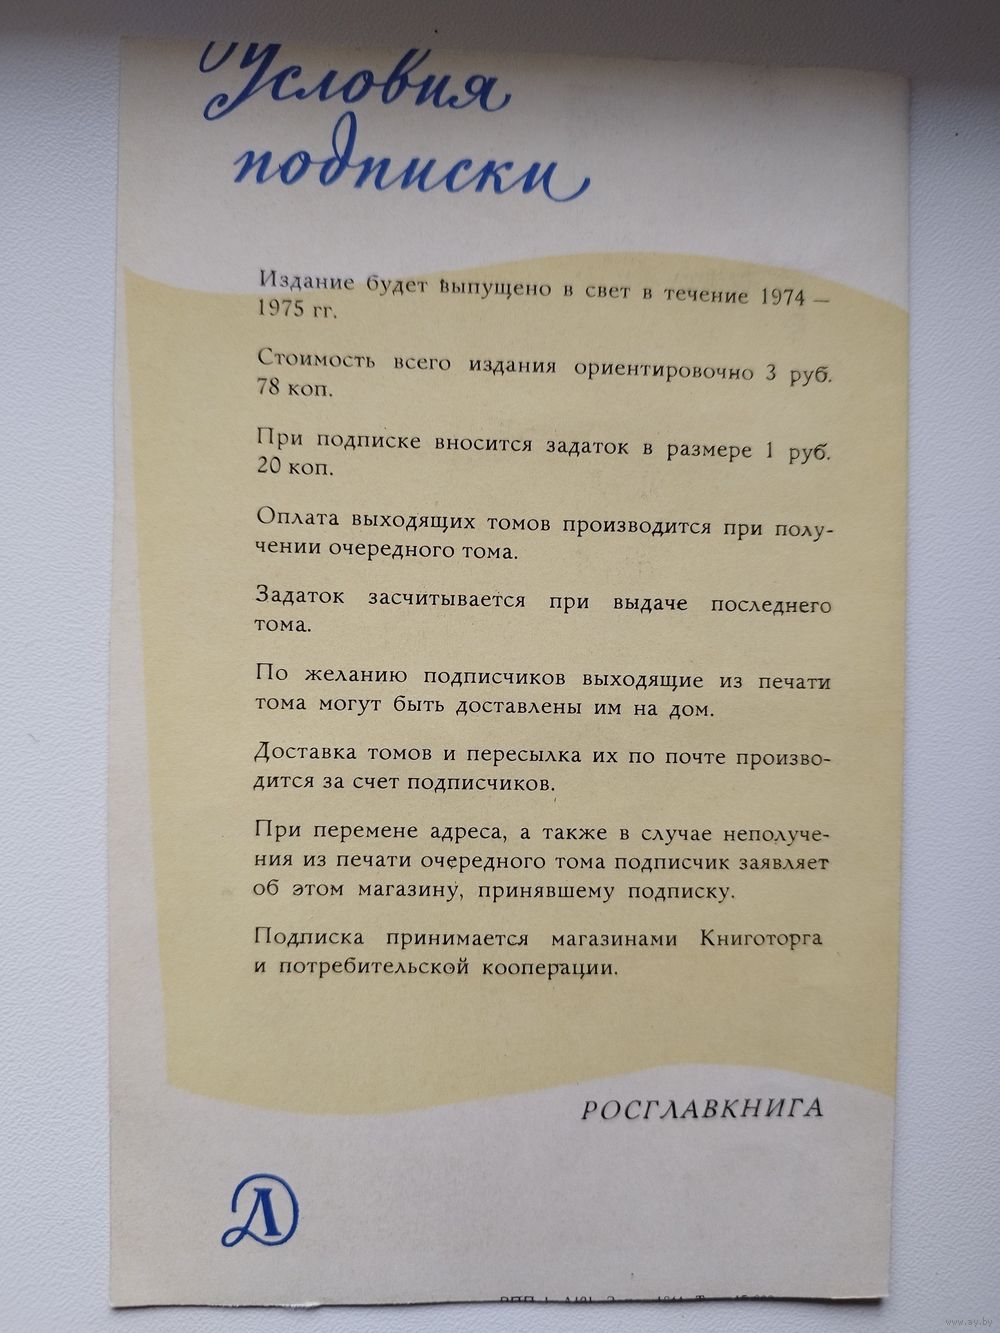 Условия
подписки
Издание будет выпущено в свет в течение 1974 —
1975 гг.
Стоимость всего издания ориентировочно 3 руб.
78 коп.
При подписке вносится задаток в размере 1 руб.
20 коп.
Оплата выходящих томов производится при полу-
чении очередного тома.
Задаток засчитывается при выдаче последнего
тома.
По желанию подписчиков выходящие из печати
тома могут быть доставлены им на дом.
Доставка томов и пересылка их по почте произво-
дится за счет подписчиков.
При перемене адреса, а также в случае неполуче-
ния из печати очередного тома подписчик заявляет
об этом магазину, принявшему подписку.
Подписка принимается магазинами Книготорга
и потребительской кооперации.
РОСГЛАВКНИГА
www.ay.by